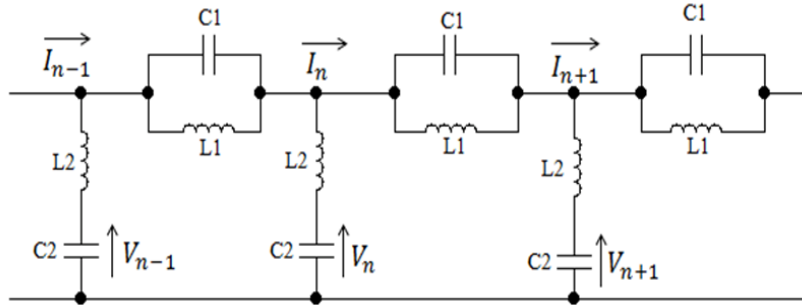 C1 C1 C1
I_{n-1} I_n I_{n+1}
L1 L1 L1
L2 L2 L2
C2 V_{n-1} C2 V_n C2 V_{n+1}